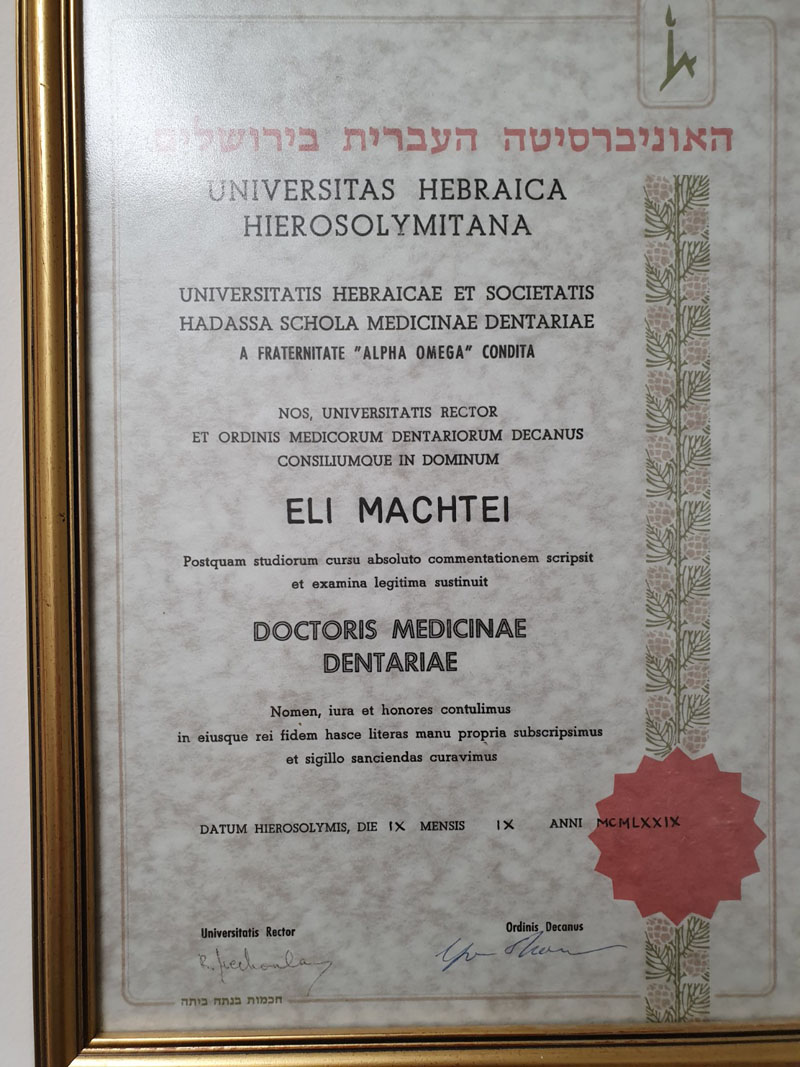 האוניברסיטה העברית בירושלים
UNIVERSITAS HEBRAICA
HIEROSOLYMITANA
UNIVERSITATIS HEBRAICAE ET SOCIETATIS
HADASSA SCHOLA MEDICINAE DENTARIAE
A FRATERNITATE "ALPHA OMEGA" CONDITA
NOS, UNIVERSITATIS RECTOR
ET ORDINIS MEDICORUM DENTARIORUM DECANUS
CONSILIUMQUE IN DOMINUM
ELI MACHTEI
Postquam studiorum cursu absoluto commentationem scripsit
et examina legitima sustinuit
DOCTORIS MEDICINAE
DENTARIAE
Nomen, iura et honores contulimus
in eiusque rei fidem hasce literas manu propria subscripsimus
et sigillo sanciendas curavimus
DATUM HIEROSOLYMIS, DIE IX MENSIS IX ANNI MCMLXXIX
Universitatis Rector
Ordinis Decanus
חכמות בנתה ביתה